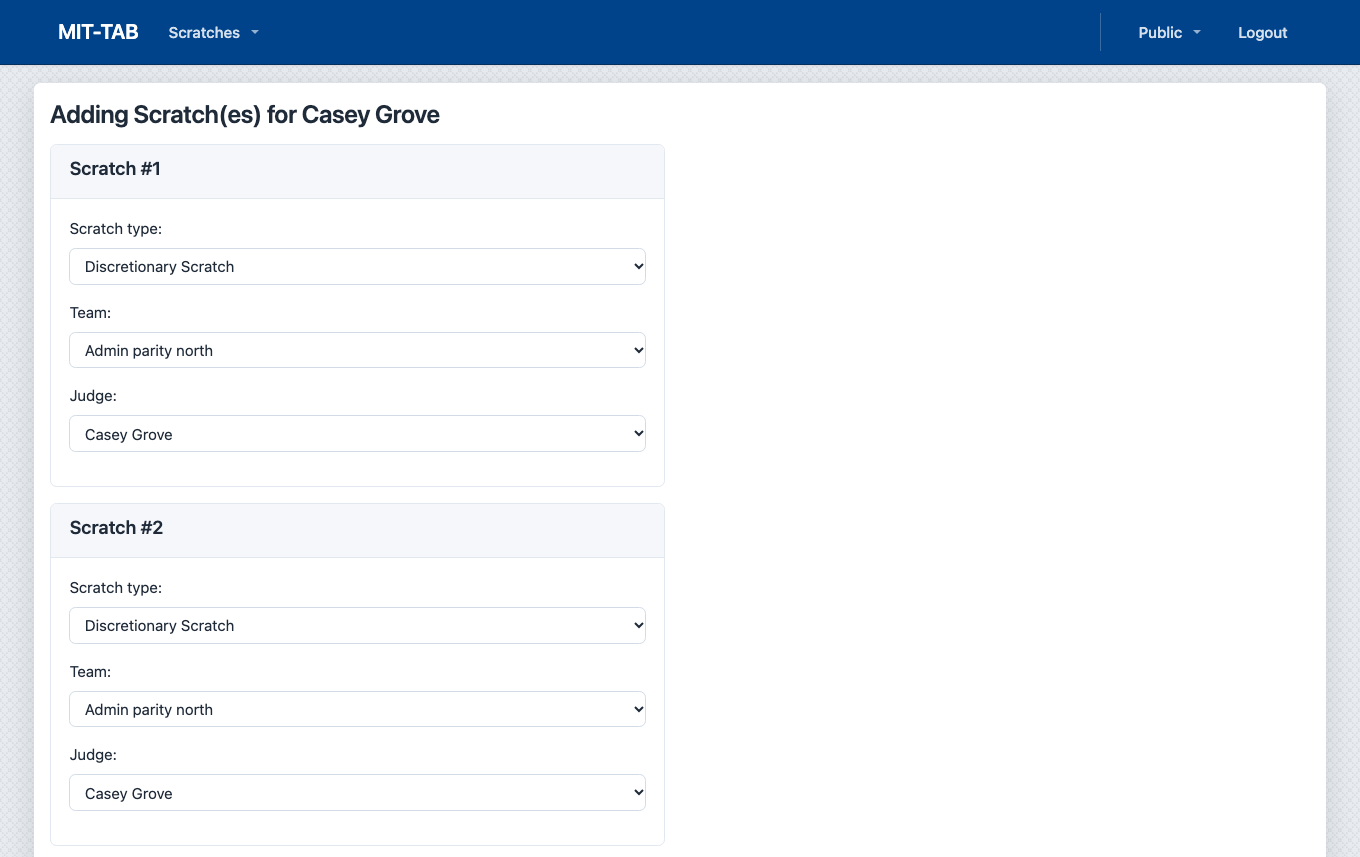 MIT-TAB Scratches Public Logout
Adding Scratch(es) for Casey Grove
Scratch #1
Scratch type:
Discretionary Scratch
Team:
Admin parity north
Judge:
Casey Grove
Scratch #2
Scratch type:
Discretionary Scratch
Team:
Admin parity north
Judge:
Casey Grove